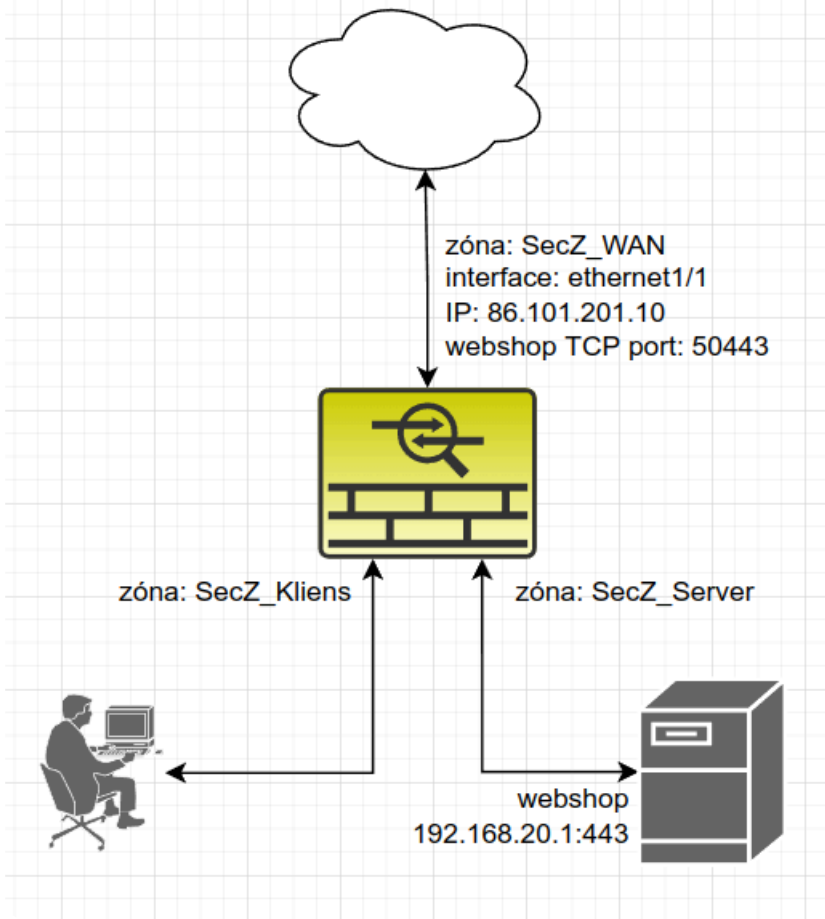 zóna: SecZ_WAN
interface: ethernet1/1
IP: 86.101.201.10
webshop TCP port: 50443
zóna: SecZ_Kliens
zóna: SecZ_Server
webshop
192.168.20.1:443